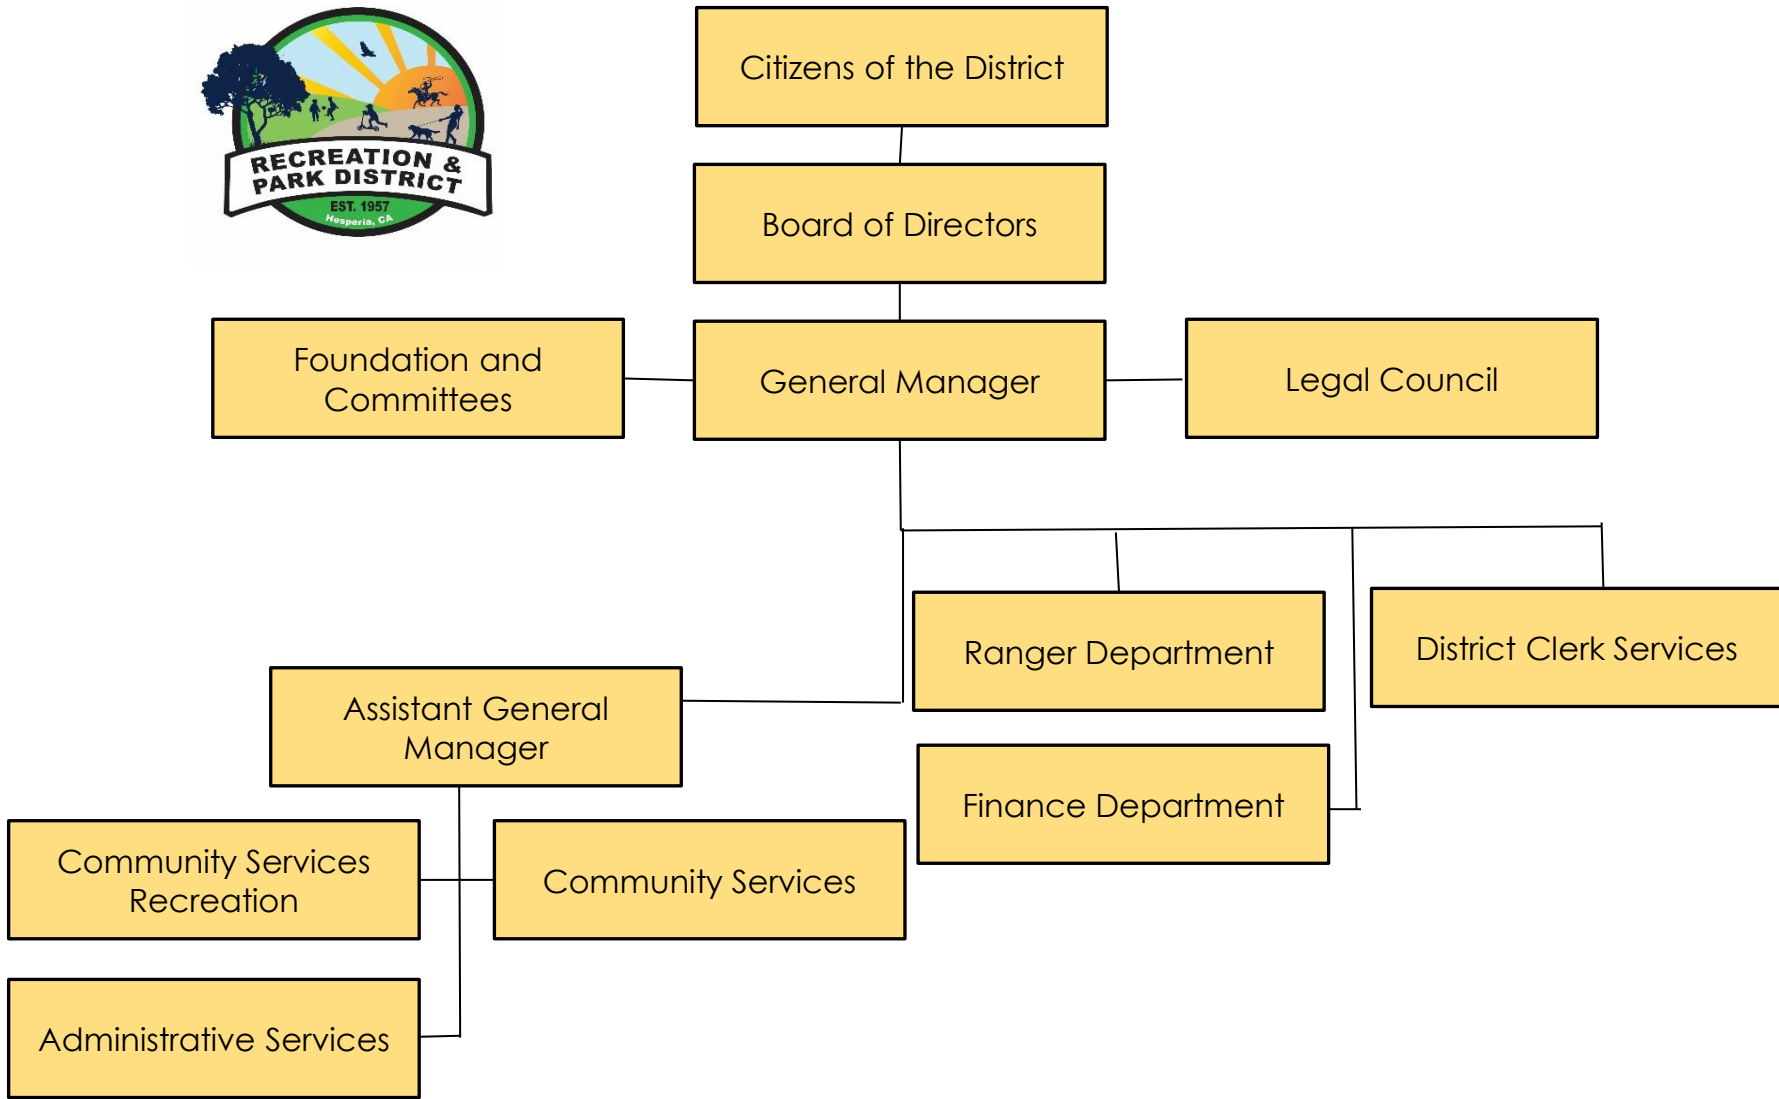 RECREATION &
PARK DISTRICT
EST. 1957
Hesperia, CA
Citizens of the District
Board of Directors
Foundation and
Committees
General Manager
Legal Council
Ranger Department
District Clerk Services
Assistant General
Manager
Finance Department
Community Services
Recreation
Community Services
Administrative Services